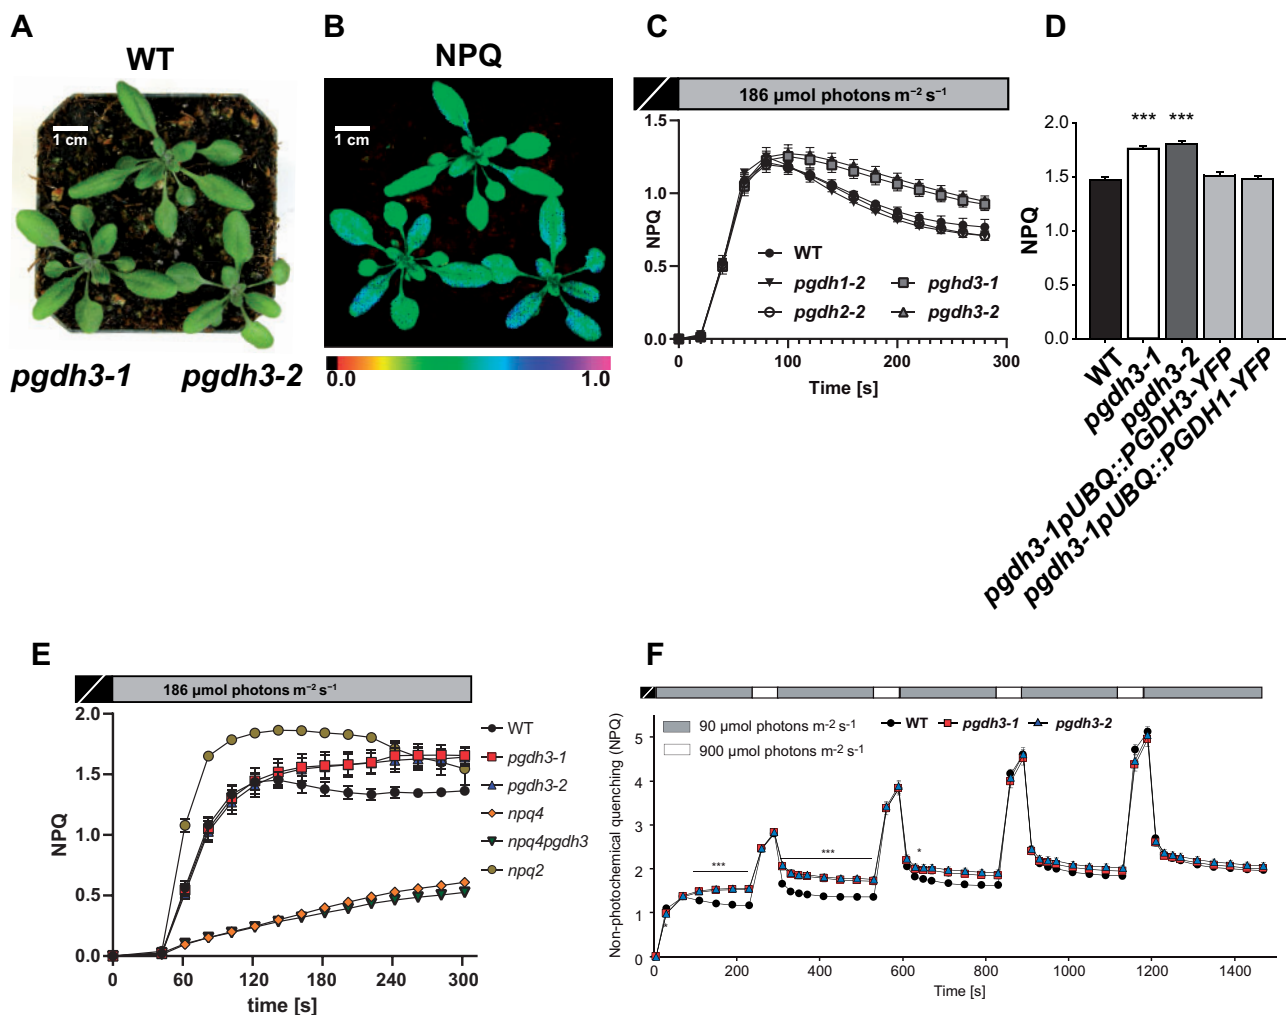 A
WT
1 cm
pgdh3-1
pgdh3-2
B
NPQ
1 cm
0.0
1.0
C
186 µmol photons m⁻² s⁻¹
NPQ
1.5
1.0
0.5
0.0
0
100
200
300
Time [s]
WT
pgdh1-2
pgdh2-2
pghd3-1
pgdh3-2
D
*** ***
NPQ
2.0
1.5
1.0
0.5
0.0
WT
pgdh3-1
pgdh3-2
pgdh3-1pUBQ::PGDH3-YFP
pgdh3-1pUBQ::PGDH1-YFP
E
186 µmol photons m⁻² s⁻¹
NPQ
2.0
1.5
1.0
0.5
0.0
0
60
120
180
240
300
time [s]
WT
pgdh3-1
pgdh3-2
npq4
npq4pgdh3
npq2
F
90 µmol photons m⁻² s⁻¹
900 µmol photons m⁻² s⁻¹
WT
pgdh3-1
pgdh3-2
Non-photochemical quenching (NPQ)
5
4
3
2
1
0
***
***
*
*
0
200
400
600
800
1000
1200
1400
Time [s]